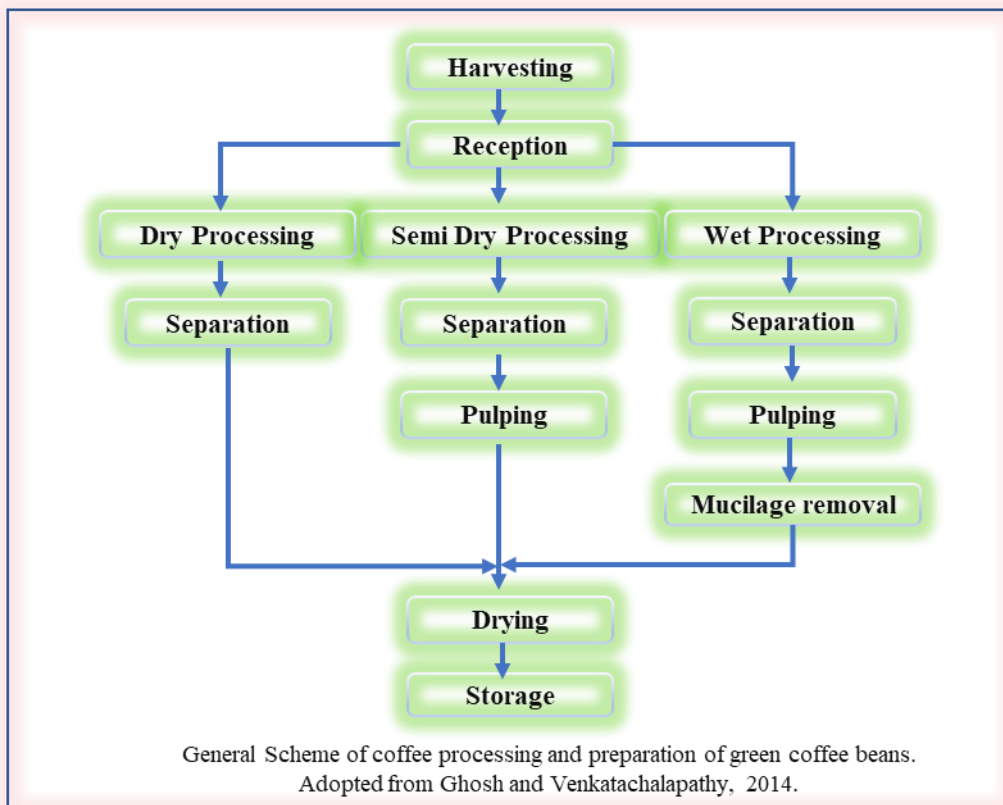 Harvesting
Reception
Dry Processing
Semi Dry Processing
Wet Processing
Separation
Separation
Separation
Pulping
Pulping
Mucilage removal
Drying
Storage
General Scheme of coffee processing and preparation of green coffee beans.
Adopted from Ghosh and Venkatachalapathy, 2014.